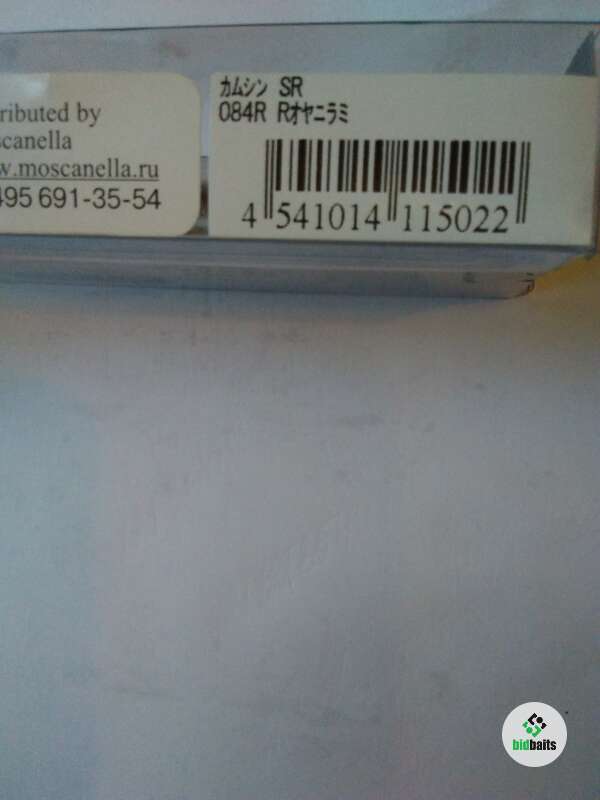 ributed by
scanella
w.moscanella.ru
495 691-35-54
カムシン SR
084R Rオヤニラミ
4 541014 115022
bidbaits